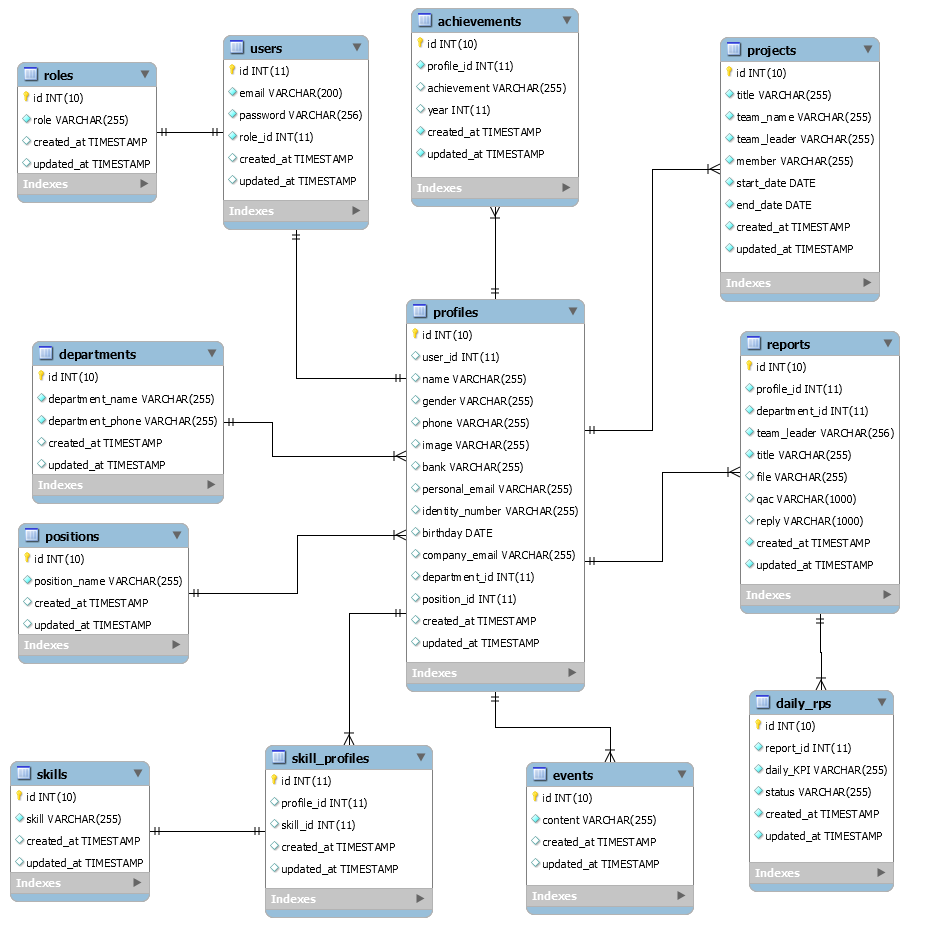 roles
id INT(10)
role VARCHAR(255)
created_at TIMESTAMP
updated_at TIMESTAMP
Indexes
users
id INT(11)
email VARCHAR(200)
password VARCHAR(256)
role_id INT(11)
created_at TIMESTAMP
updated_at TIMESTAMP
Indexes
achievements
id INT(10)
profile_id INT(11)
achievement VARCHAR(255)
year INT(11)
created_at TIMESTAMP
updated_at TIMESTAMP
Indexes
projects
id INT(10)
title VARCHAR(255)
team_name VARCHAR(255)
team_leader VARCHAR(255)
member VARCHAR(255)
start_date DATE
end_date DATE
created_at TIMESTAMP
updated_at TIMESTAMP
Indexes
departments
id INT(10)
department_name VARCHAR(255)
department_phone VARCHAR(255)
created_at TIMESTAMP
updated_at TIMESTAMP
Indexes
profiles
id INT(10)
user_id INT(11)
name VARCHAR(255)
gender VARCHAR(255)
phone VARCHAR(255)
image VARCHAR(255)
bank VARCHAR(255)
personal_email VARCHAR(255)
identity_number VARCHAR(255)
birthday DATE
company_email VARCHAR(255)
department_id INT(11)
position_id INT(11)
created_at TIMESTAMP
updated_at TIMESTAMP
Indexes
reports
id INT(10)
profile_id INT(11)
department_id INT(11)
team_leader VARCHAR(256)
title VARCHAR(255)
file VARCHAR(255)
qac VARCHAR(1000)
reply VARCHAR(1000)
created_at TIMESTAMP
updated_at TIMESTAMP
Indexes
positions
id INT(10)
position_name VARCHAR(255)
created_at TIMESTAMP
updated_at TIMESTAMP
Indexes
skills
id INT(10)
skill VARCHAR(255)
created_at TIMESTAMP
updated_at TIMESTAMP
Indexes
skill_profiles
id INT(11)
profile_id INT(11)
skill_id INT(11)
created_at TIMESTAMP
updated_at TIMESTAMP
Indexes
events
id INT(10)
content VARCHAR(255)
created_at TIMESTAMP
updated_at TIMESTAMP
Indexes
daily_rps
id INT(10)
report_id INT(11)
daily_KPI VARCHAR(255)
status VARCHAR(255)
created_at TIMESTAMP
updated_at TIMESTAMP
Indexes